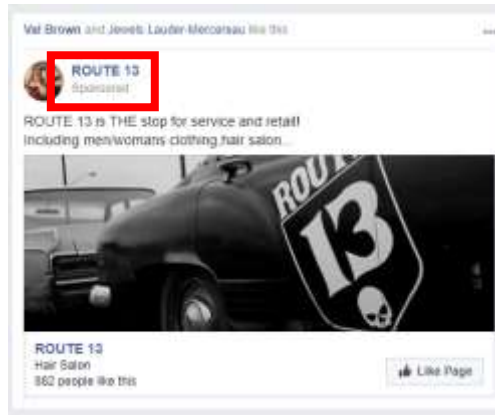 Val Brown and Jewels Lauder-Mercereau like this
ROUTE 13
Sponsored
ROUTE 13 is THE stop for service and retail!
Including men/womans clothing,hair salon...
ROUTE
13
ROUTE 13
Hair Salon
882 people like this
Like Page